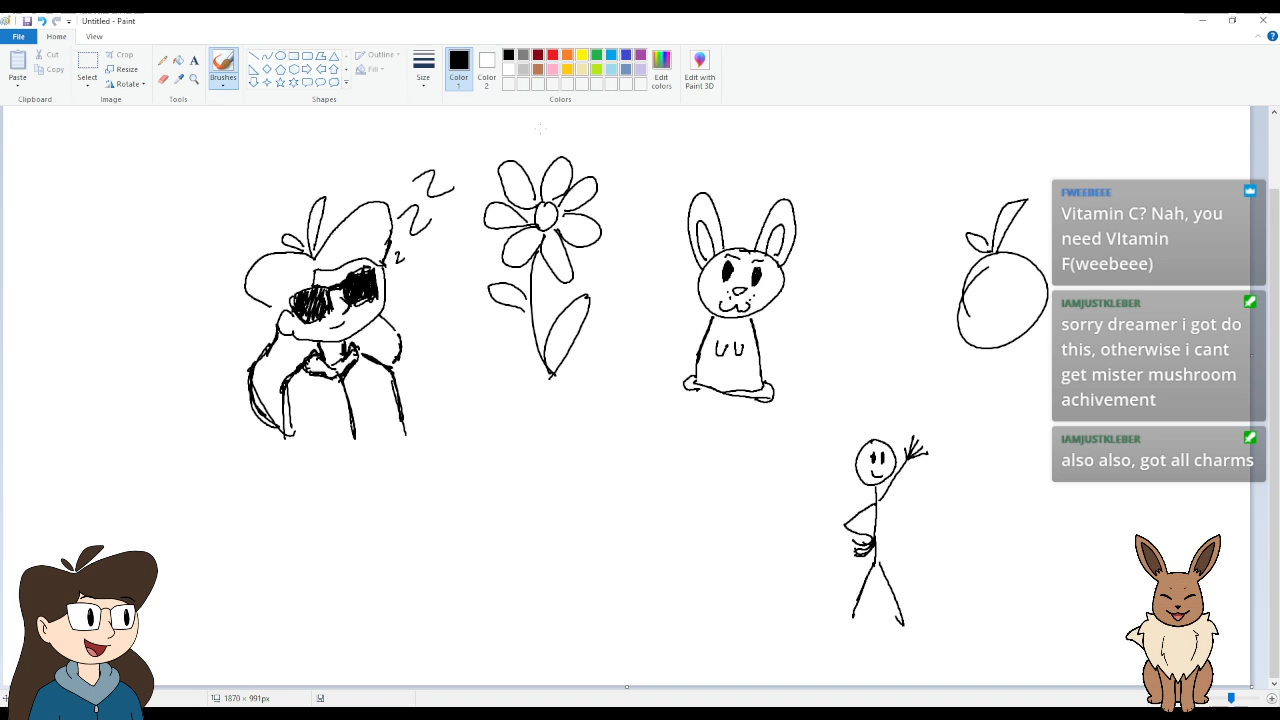 Untitled - Paint
File
Home
View
Paste
Cut
Copy
Clipboard
Select
Crop
Resize
Rotate
Image
A
Tools
Brushes
Outline
Fill
Shapes
Size
Color 1
Color 2
Edit colors
Colors
Edit with Paint 3D
z
z
z
FWEEBEEE
Vitamin C? Nah, you
need VItamin
F(weebeee)
IAMJUSTKLEBER
sorry dreamer i got do
this, otherwise i cant
get mister mushroom
achivement
IAMJUSTKLEBER
also also, got all charms
1870 × 991px